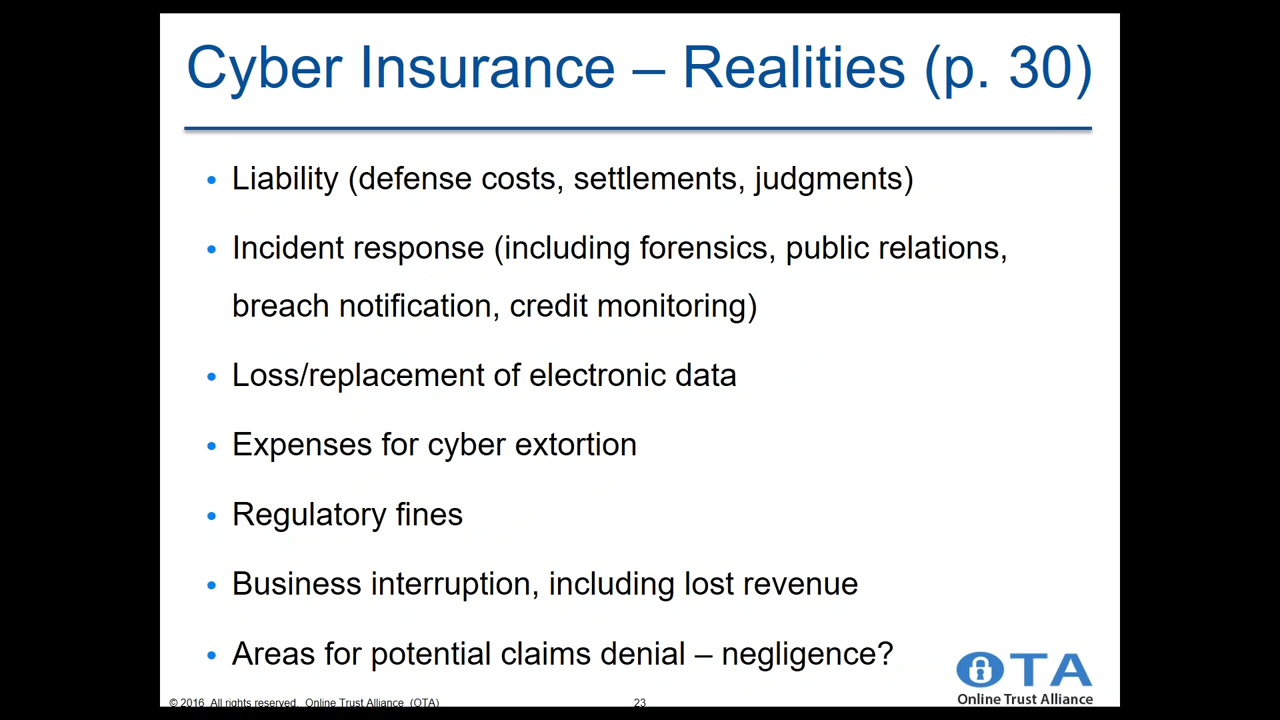 Cyber Insurance – Realities (p. 30)
• Liability (defense costs, settlements, judgments)
• Incident response (including forensics, public relations,
breach notification, credit monitoring)
• Loss/replacement of electronic data
• Expenses for cyber extortion
• Regulatory fines
• Business interruption, including lost revenue
• Areas for potential claims denial – negligence?
OTA
Online Trust Alliance
© 2016 All rights reserved. Online Trust Alliance (OTA)
23